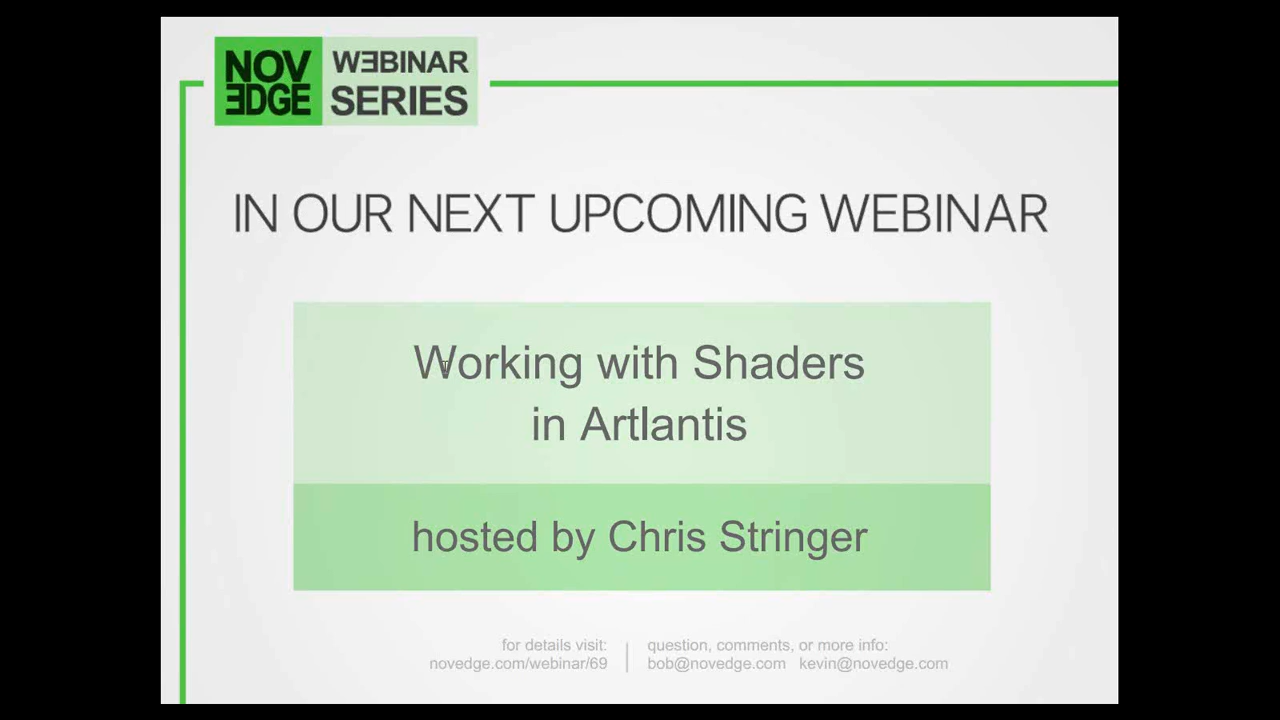 NOV
EDGE
WEBINAR
SERIES
IN OUR NEXT UPCOMING WEBINAR
Working with Shaders
in Artlantis
hosted by Chris Stringer
for details visit:
novedge.com/webinar/69
question, comments, or more info:
bob@novedge.com kevin@novedge.com